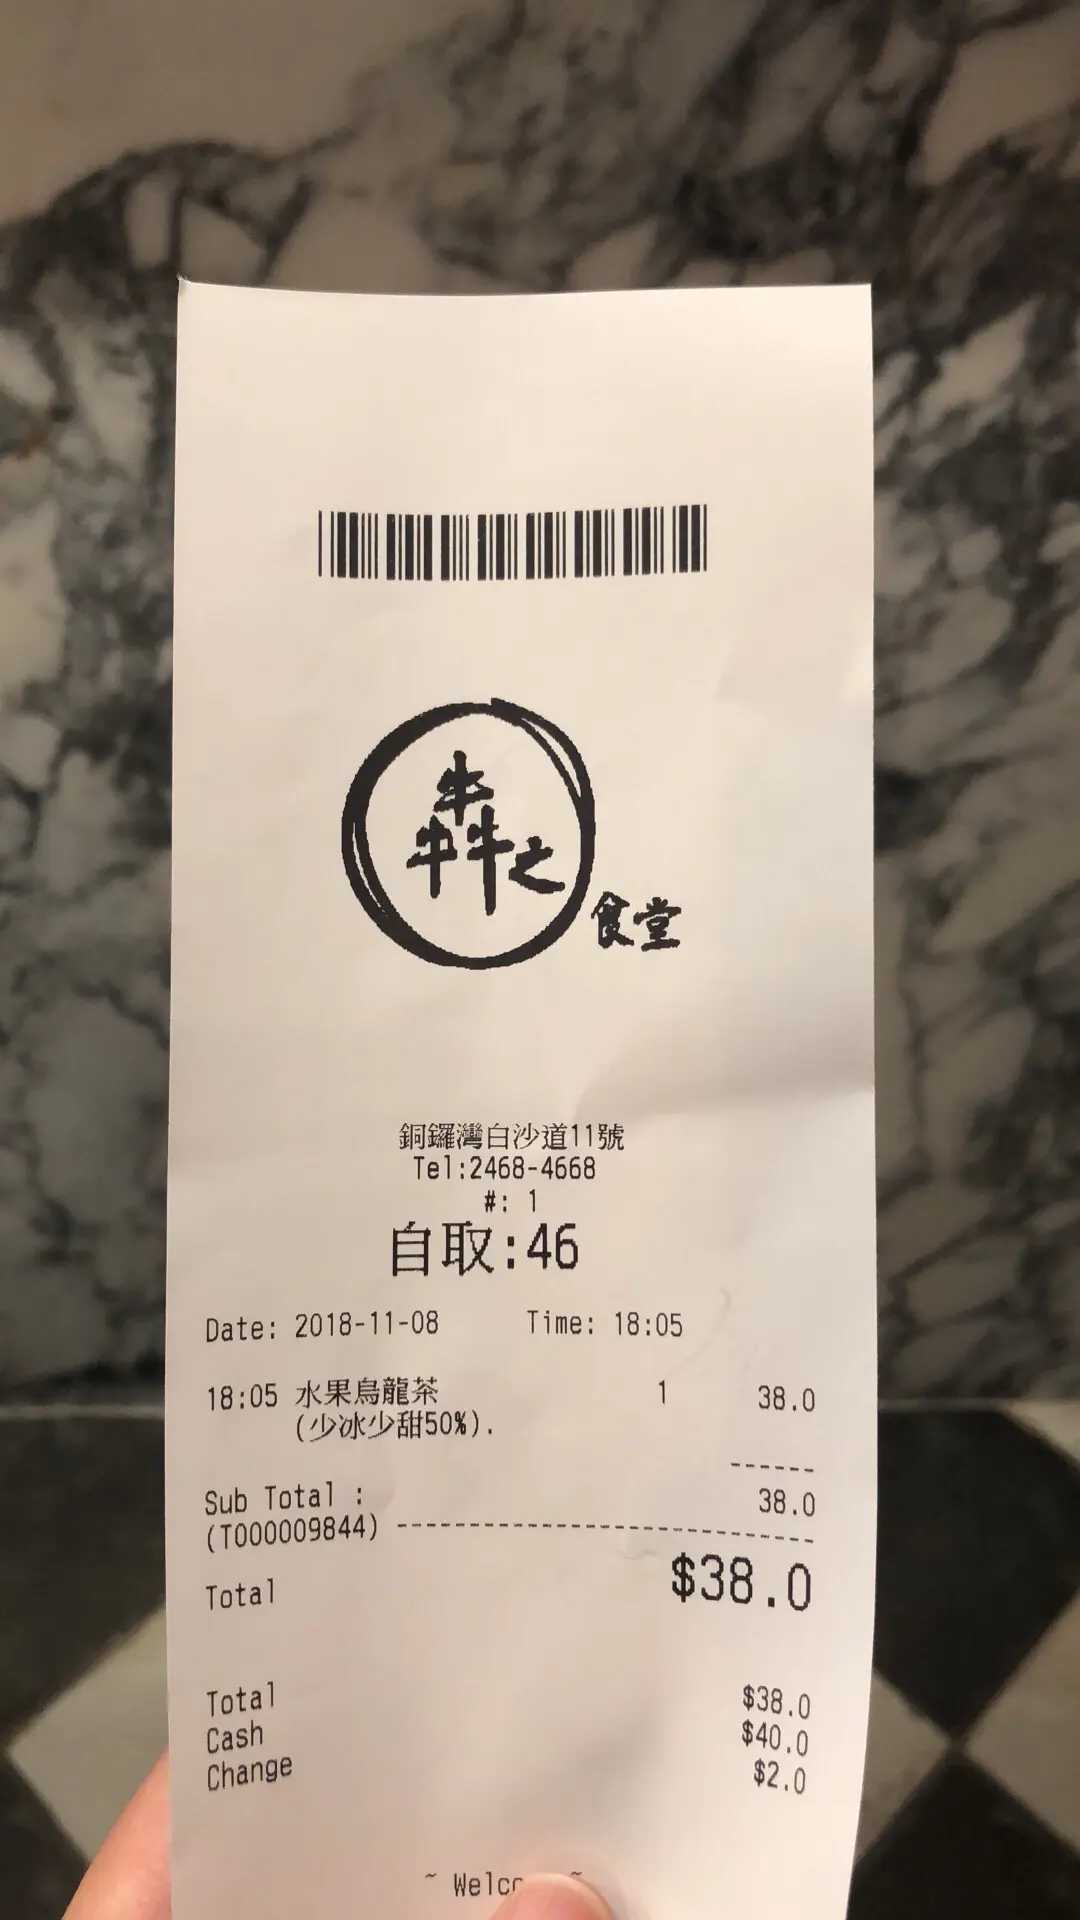 犇之
食堂
銅鑼灣白沙道11號
Tel:2468-4668
#: 1
自取:46
Date: 2018-11-08 Time: 18:05
18:05 水果烏龍茶 1 38.0
(少冰少甜50%).
------
Sub Total : 38.0
(T000009844) ----------------------------
Total $38.0
Total $38.0
Cash $40.0
Change $2.0
~ ~